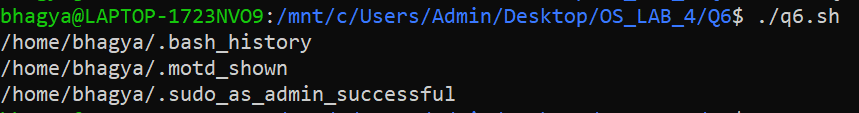 bhagya@LAPTOP-1723NVO9:/mnt/c/Users/Admin/Desktop/OS_LAB_4/Q6$ ./q6.sh
/home/bhagya/.bash_history
/home/bhagya/.motd_shown
/home/bhagya/.sudo_as_admin_successful